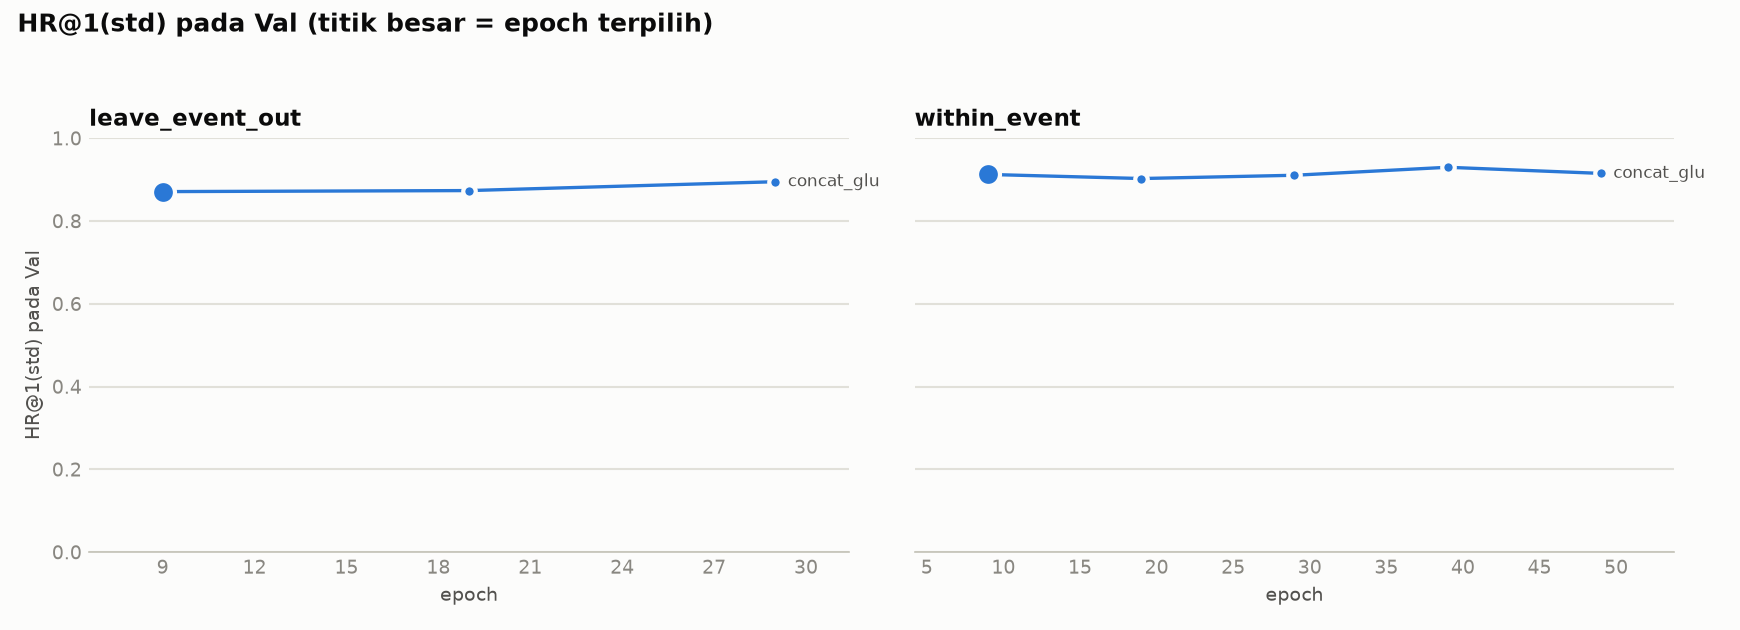 HR@1(std) pada Val (titik besar = epoch terpilih)
leave_event_out
HR@1(std) pada Val
1.0
0.8
0.6
0.4
0.2
0.0
concat_glu
9 12 15 18 21 24 27 30
epoch
within_event
concat_glu
5 10 15 20 25 30 35 40 45 50
epoch